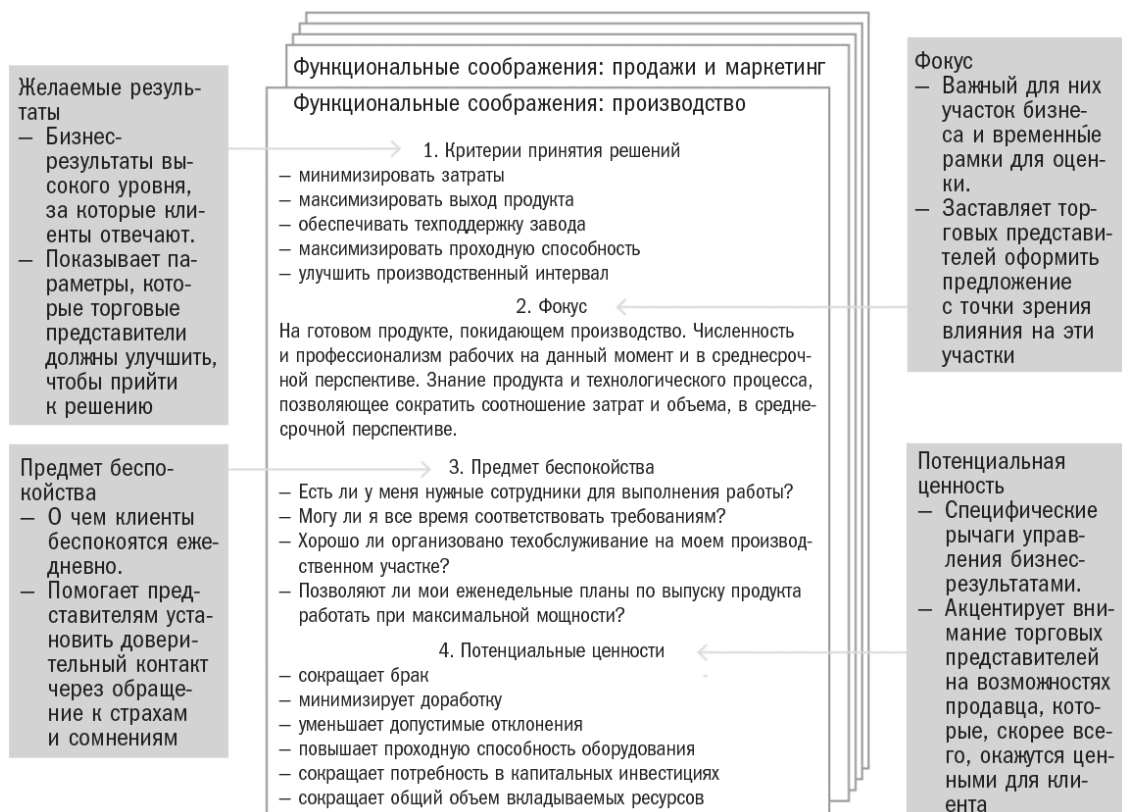 Функциональные соображения: продажи и маркетинг
Функциональные соображения: производство
Желаемые резуль-
таты
— Бизнес-
результаты вы-
сокого уровня,
за которые кли-
енты отвечают.
— Показывает па-
раметры, кото-
рые торговые
представители
должны улучшить,
чтобы прийти
к решению
1. Критерии принятия решений
— минимизировать затраты
— максимизировать выход продукта
— обеспечивать техподдержку завода
— максимизировать проходную способность
— улучшить производственный интервал
Фокус
— Важный для них
участок бизне-
са и временны́е
рамки для оцен-
ки.
— Заставляет тор-
говых представи-
телей оформить
предложение
с точки зрения
влияния на эти
участки
2. Фокус
На готовом продукте, покидающем производство. Численность
и профессионализм рабочих на данный момент и в среднесроч-
ной перспективе. Знание продукта и технологического процесса,
позволяющее сократить соотношение затрат и объема, в средне-
срочной перспективе.
Предмет беспо-
койства
— О чем клиенты
беспокоятся еже-
дневно.
— Помогает пред-
ставителям уста-
новить довери-
тельный контакт
через обраще-
ние к страхам
и сомнениям
3. Предмет беспокойства
— Есть ли у меня нужные сотрудники для выполнения работы?
— Могу ли я все время соответствовать требованиям?
— Хорошо ли организовано техобслуживание на моем производ-
ственном участке?
— Позволяют ли мои еженедельные планы по выпуску продукта
работать при максимальной мощности?
Потенциальная
ценность
— Специфические
рычаги управ-
ления бизнес-
результатами.
— Акцентирует вни-
мание торговых
представителей
на возможностях
продавца, кото-
рые, скорее все-
го, окажутся цен-
ными для кли-
ента
4. Потенциальные ценности
— сокращает брак
— минимизирует доработку
— уменьшает допустимые отклонения
— повышает проходную способность оборудования
— сокращает потребность в капитальных инвестициях
— сокращает общий объем вкладываемых ресурсов